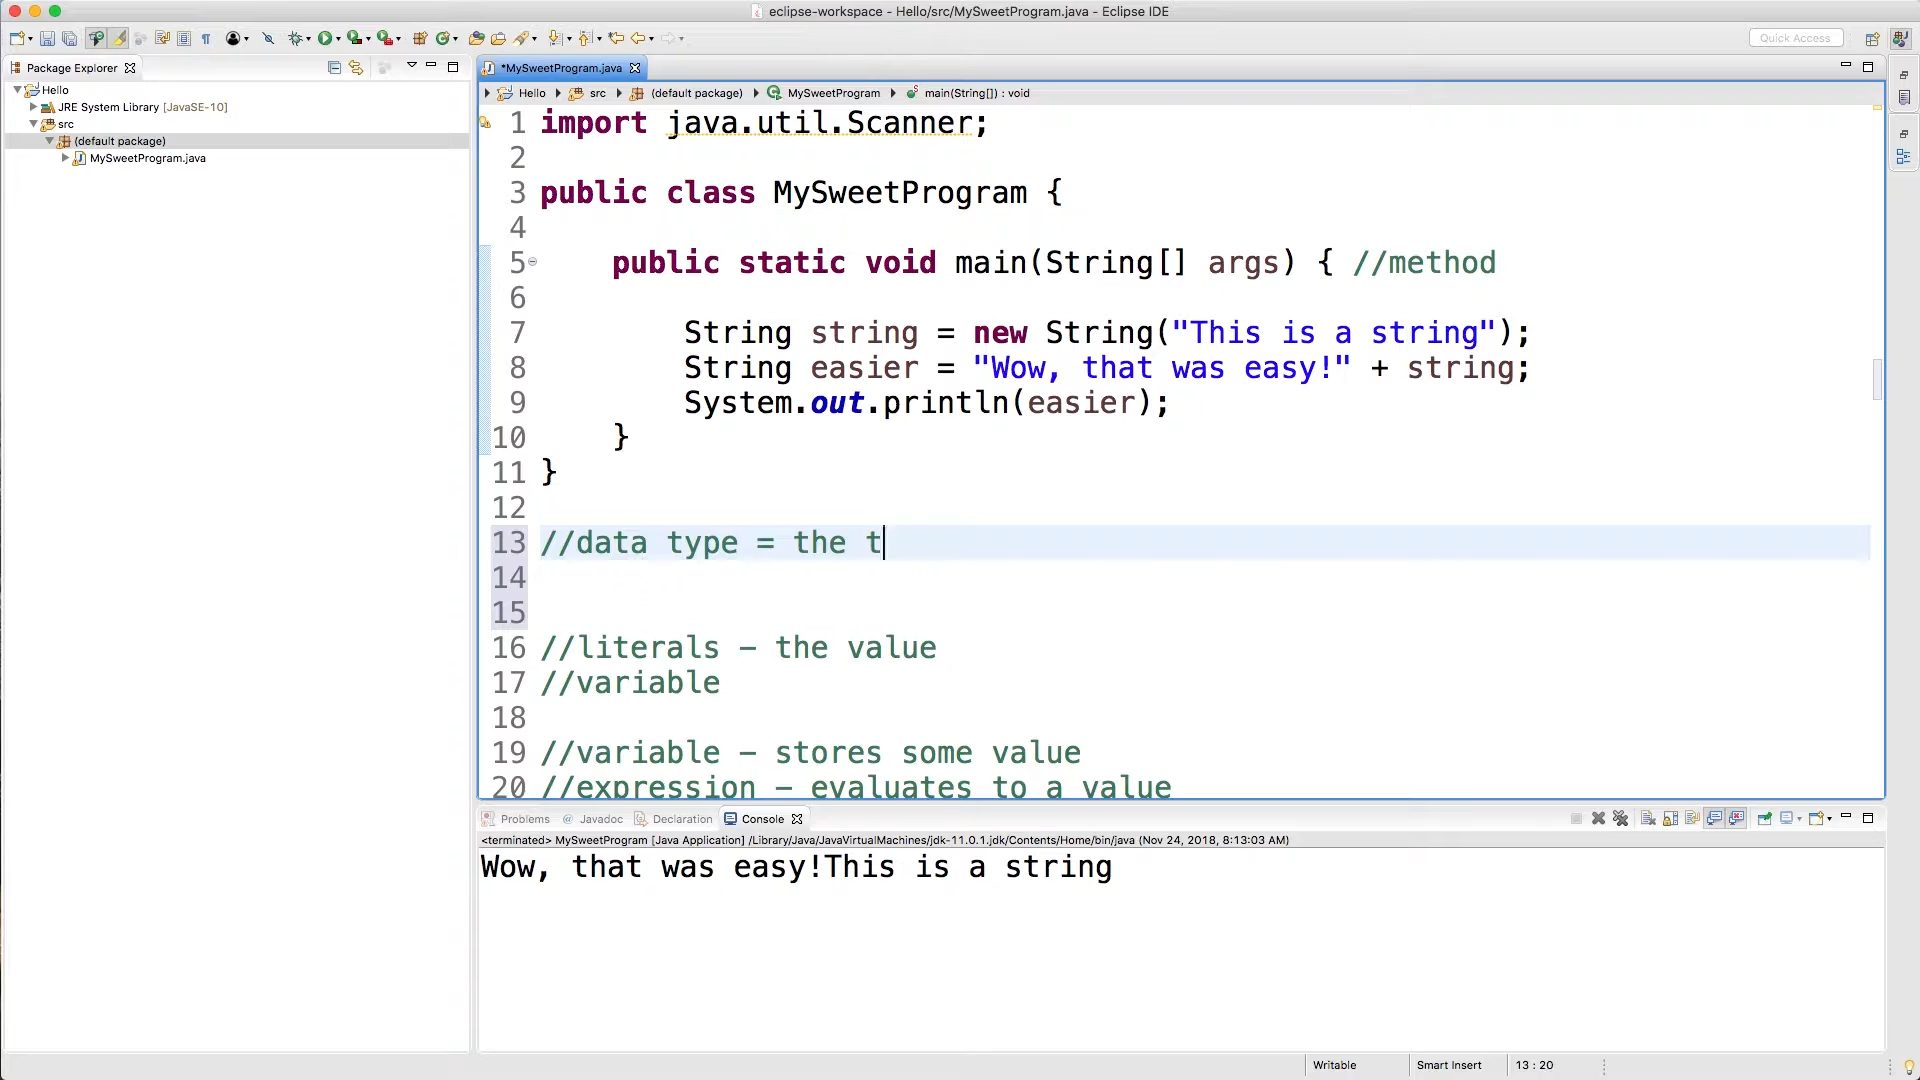 eclipse-workspace - Hello/src/MySweetProgram.java - Eclipse IDE
Quick Access
Package Explorer
*MySweetProgram.java
Hello
JRE System Library [JavaSE-10]
src
(default package)
MySweetProgram.java
Hello src (default package) MySweetProgram main(String[]) : void
1 import java.util.Scanner;
2
3 public class MySweetProgram {
4
5 public static void main(String[] args) { //method
6
7 String string = new String("This is a string");
8 String easier = "Wow, that was easy!" + string;
9 System.out.println(easier);
10 }
11 }
12
13 //data type = the t
14
15
16 //literals – the value
17 //variable
18
19 //variable – stores some value
20 //expression – evaluates to a value
Problems @ Javadoc Declaration Console
<terminated> MySweetProgram [Java Application] /Library/Java/JavaVirtualMachines/jdk-11.0.1.jdk/Contents/Home/bin/java (Nov 24, 2018, 8:13:03 AM)
Wow, that was easy!This is a string
Writable Smart Insert 13 : 20